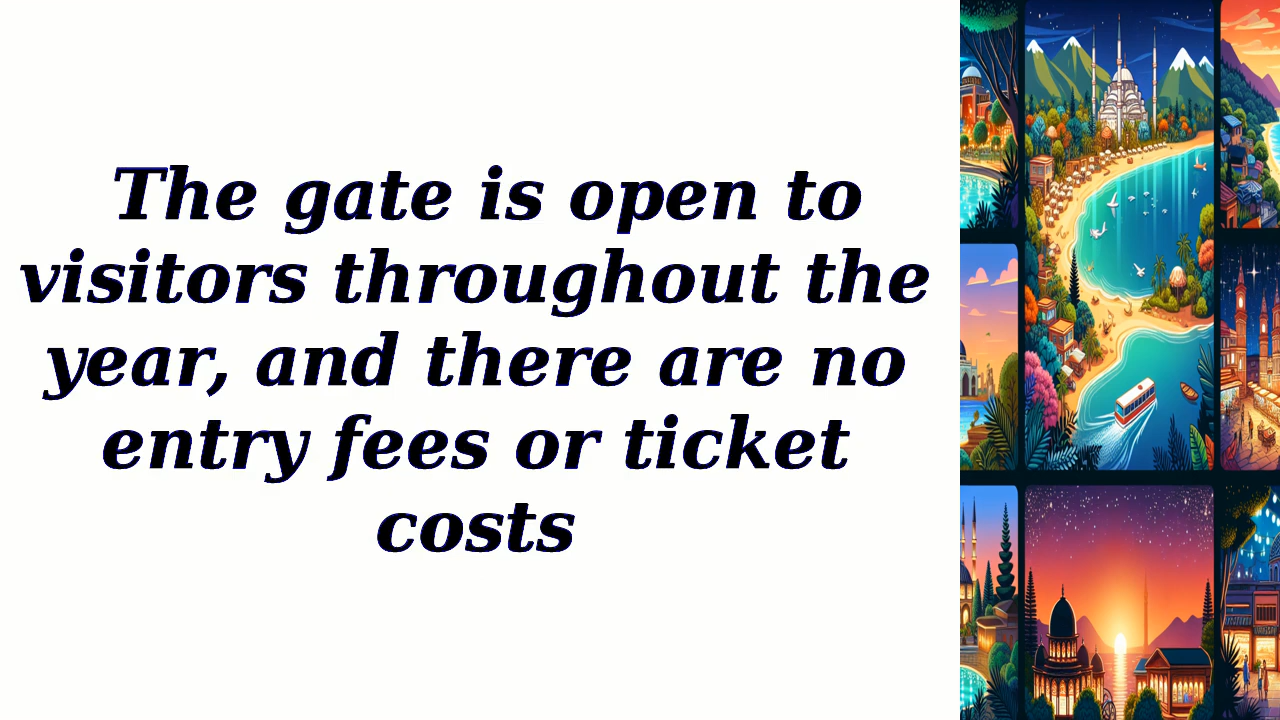 The gate is open to
visitors throughout the
year, and there are no
entry fees or ticket
costs